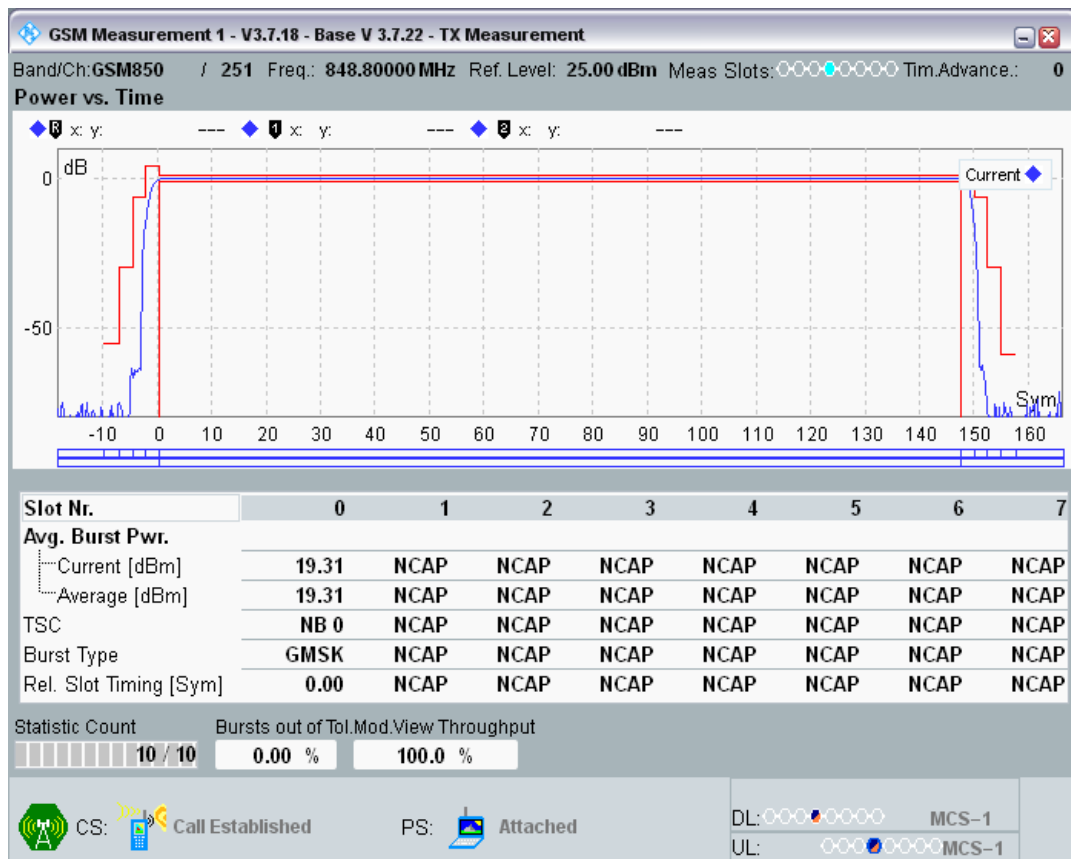 GSM Measurement 1 - V3.7.18 - Base V 3.7.22 - TX Measurement
Band/Ch:GSM850 / 251 Freq.: 848.80000 MHz Ref. Level: 25.00 dBm Meas Slots: Tim.Advance.: 0
Power vs. Time
R x: y: --- 1 x: y: --- 2 x: y: ---
dB
Current
0
-50
Sym
-10 0 10 20 30 40 50 60 70 80 90 100 110 120 130 140 150 160
Slot Nr. 0 1 2 3 4 5 6 7
Avg. Burst Pwr.
Current [dBm] 19.31 NCAP NCAP NCAP NCAP NCAP NCAP NCAP
Average [dBm] 19.31 NCAP NCAP NCAP NCAP NCAP NCAP NCAP
TSC NB 0 NCAP NCAP NCAP NCAP NCAP NCAP NCAP
Burst Type GMSK NCAP NCAP NCAP NCAP NCAP NCAP NCAP
Rel. Slot Timing [Sym] 0.00 NCAP NCAP NCAP NCAP NCAP NCAP NCAP
Statistic Count Bursts out of Tol.Mod.View Throughput
10 / 10 0.00 % 100.0 %
CS: Call Established PS: Attached
DL: MCS-1
UL: MCS-1